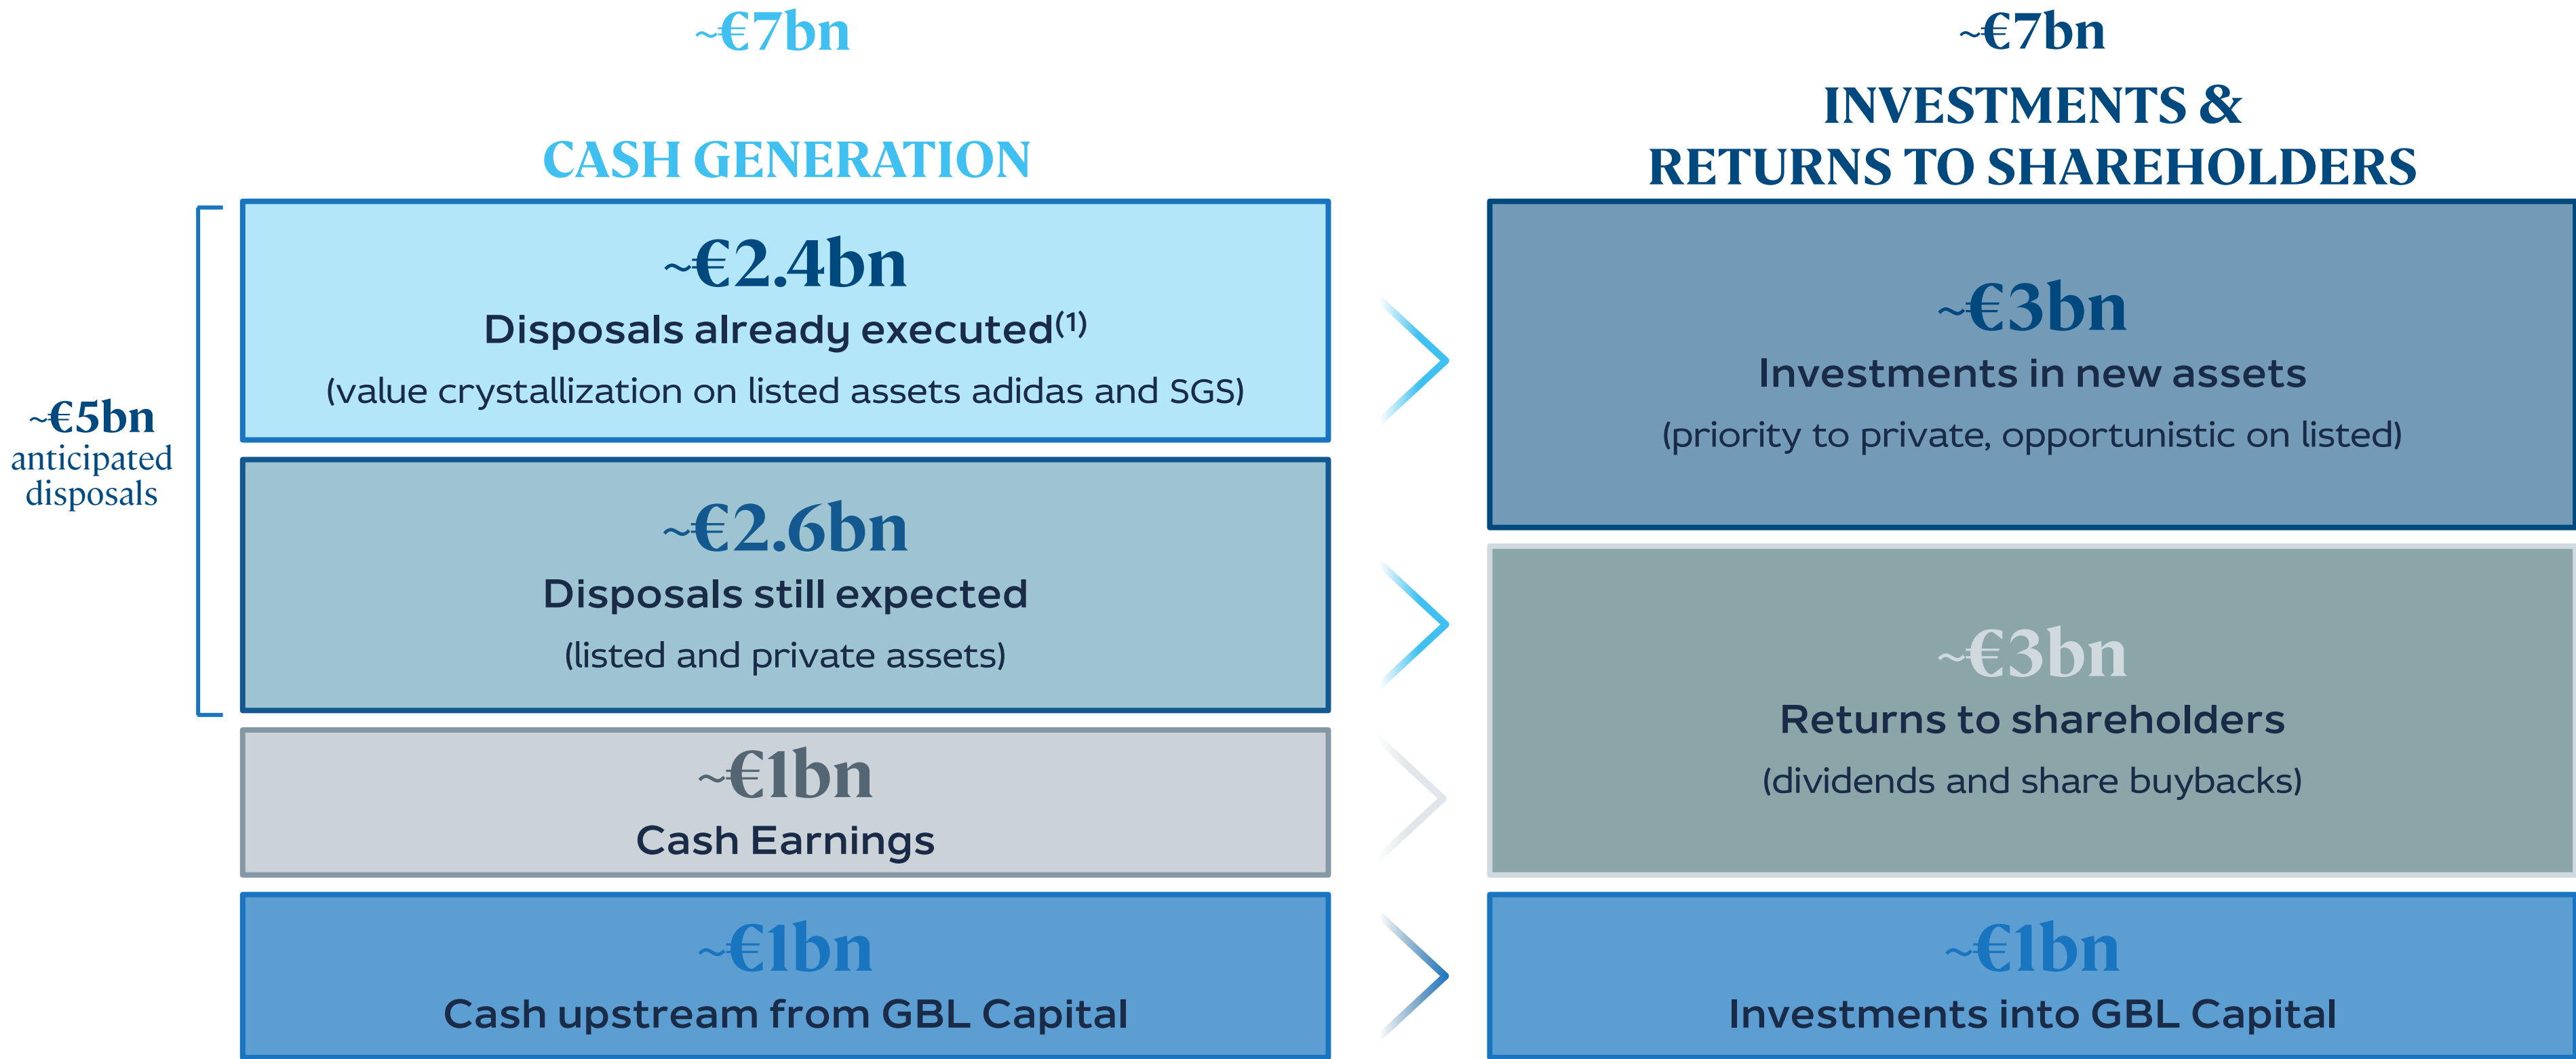 ~€7bn
CASH GENERATION
~€5bn
anticipated
disposals
~€2.4bn
Disposals already executed(1)
(value crystallization on listed assets adidas and SGS)
~€2.6bn
Disposals still expected
(listed and private assets)
~€1bn
Cash Earnings
~€1bn
Cash upstream from GBL Capital
~€7bn
INVESTMENTS &
RETURNS TO SHAREHOLDERS
~€3bn
Investments in new assets
(priority to private, opportunistic on listed)
~€3bn
Returns to shareholders
(dividends and share buybacks)
~€1bn
Investments into GBL Capital